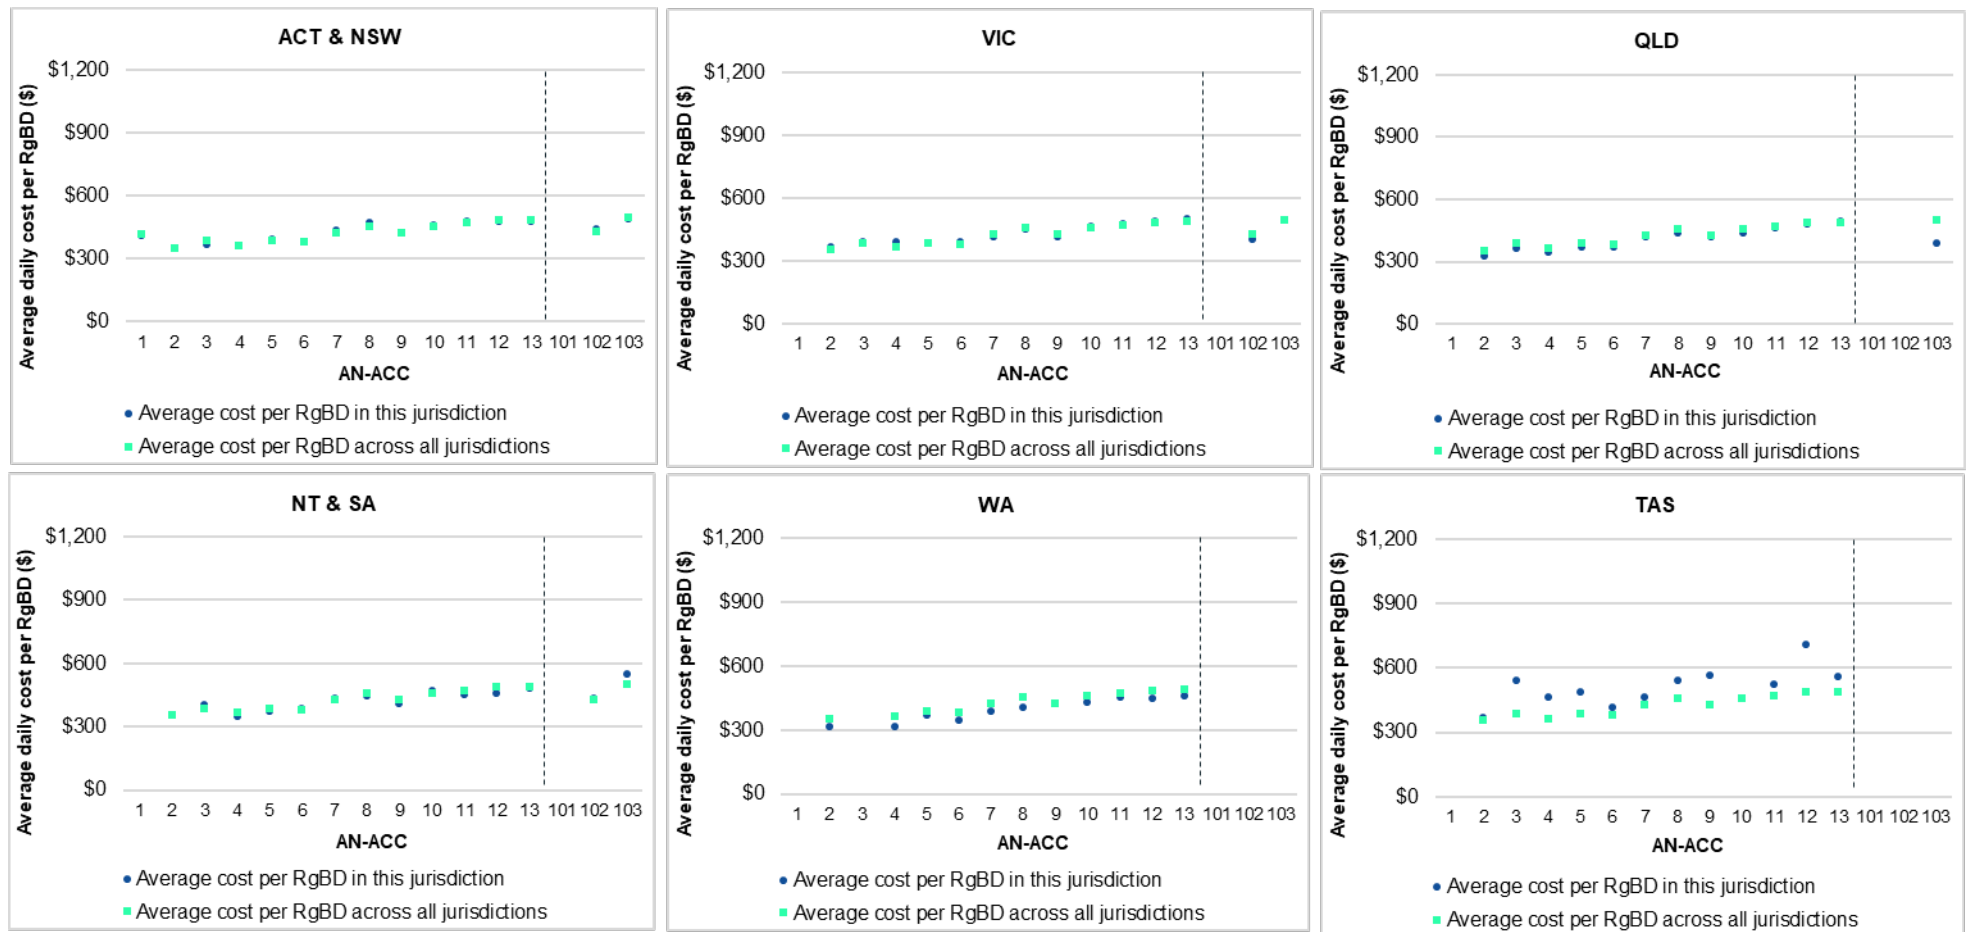 ACT & NSW
Average daily cost per RgBD ($)
$1,200
$900
$600
$300
$0
1 2 3 4 5 6 7 8 9 10 11 12 13 101 102 103
AN-ACC
Average cost per RgBD in this jurisdiction
Average cost per RgBD across all jurisdictions
VIC
Average daily cost per RgBD ($)
$1,200
$900
$600
$300
$0
1 2 3 4 5 6 7 8 9 10 11 12 13 101 102 103
AN-ACC
Average cost per RgBD in this jurisdiction
Average cost per RgBD across all jurisdictions
QLD
Average daily cost per RgBD ($)
$1,200
$900
$600
$300
$0
1 2 3 4 5 6 7 8 9 10 11 12 13 101 102 103
AN-ACC
Average cost per RgBD in this jurisdiction
Average cost per RgBD across all jurisdictions
NT & SA
Average daily cost per RgBD ($)
$1,200
$900
$600
$300
$0
1 2 3 4 5 6 7 8 9 10 11 12 13 101 102 103
AN-ACC
Average cost per RgBD in this jurisdiction
Average cost per RgBD across all jurisdictions
WA
Average daily cost per RgBD ($)
$1,200
$900
$600
$300
$0
1 2 3 4 5 6 7 8 9 10 11 12 13 101 102 103
AN-ACC
Average cost per RgBD in this jurisdiction
Average cost per RgBD across all jurisdictions
TAS
Average daily cost per RgBD ($)
$1,200
$900
$600
$300
$0
1 2 3 4 5 6 7 8 9 10 11 12 13 101 102 103
AN-ACC
Average cost per RgBD in this jurisdiction
Average cost per RgBD across all jurisdictions